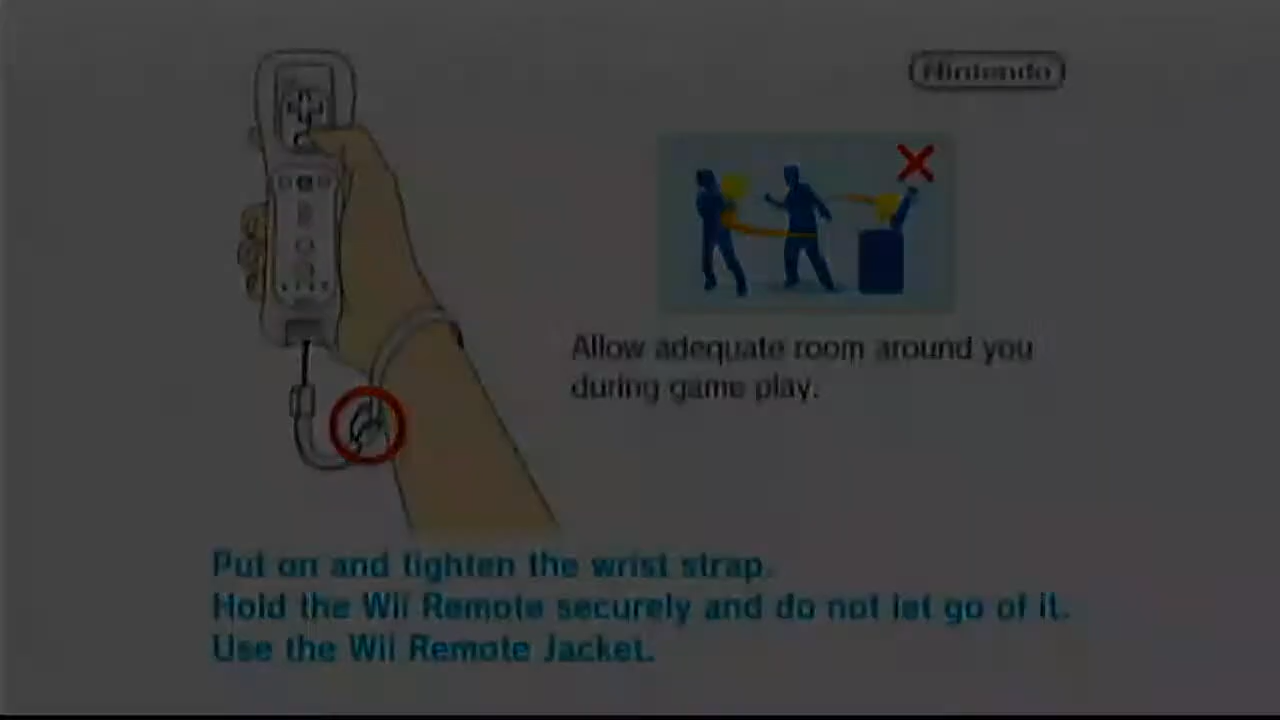 Nintendo
Allow adequate room around you
during game play.
Put on and tighten the wrist strap.
Hold the Wii Remote securely and do not let go of it.
Use the Wii Remote Jacket.